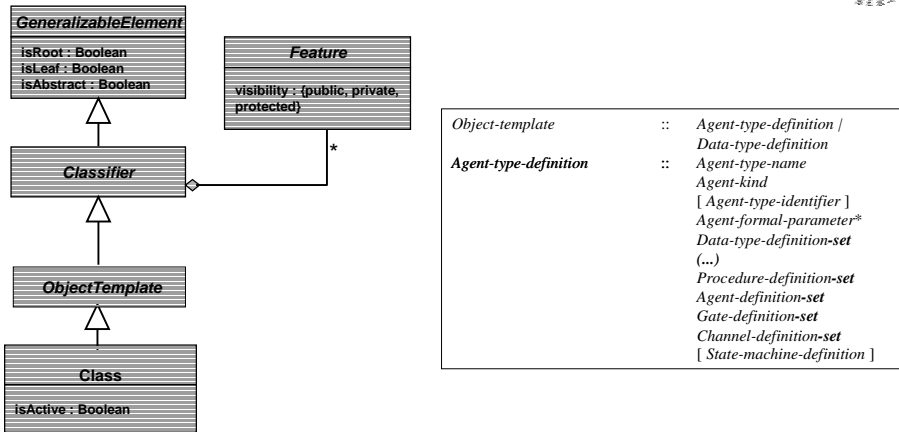 GeneralizableElement
isRoot : Boolean
isLeaf : Boolean
isAbstract : Boolean
Feature
visibility : {public, private,
protected}
*
Classifier
ObjectTemplate
Class
isActive : Boolean
Object-template :: Agent-type-definition |
Data-type-definition
Agent-type-definition :: Agent-type-name
Agent-kind
[ Agent-type-identifier ]
Agent-formal-parameter*
Data-type-definition-set
(...)
Procedure-definition-set
Agent-definition-set
Gate-definition-set
Channel-definition-set
[ State-machine-definition ]